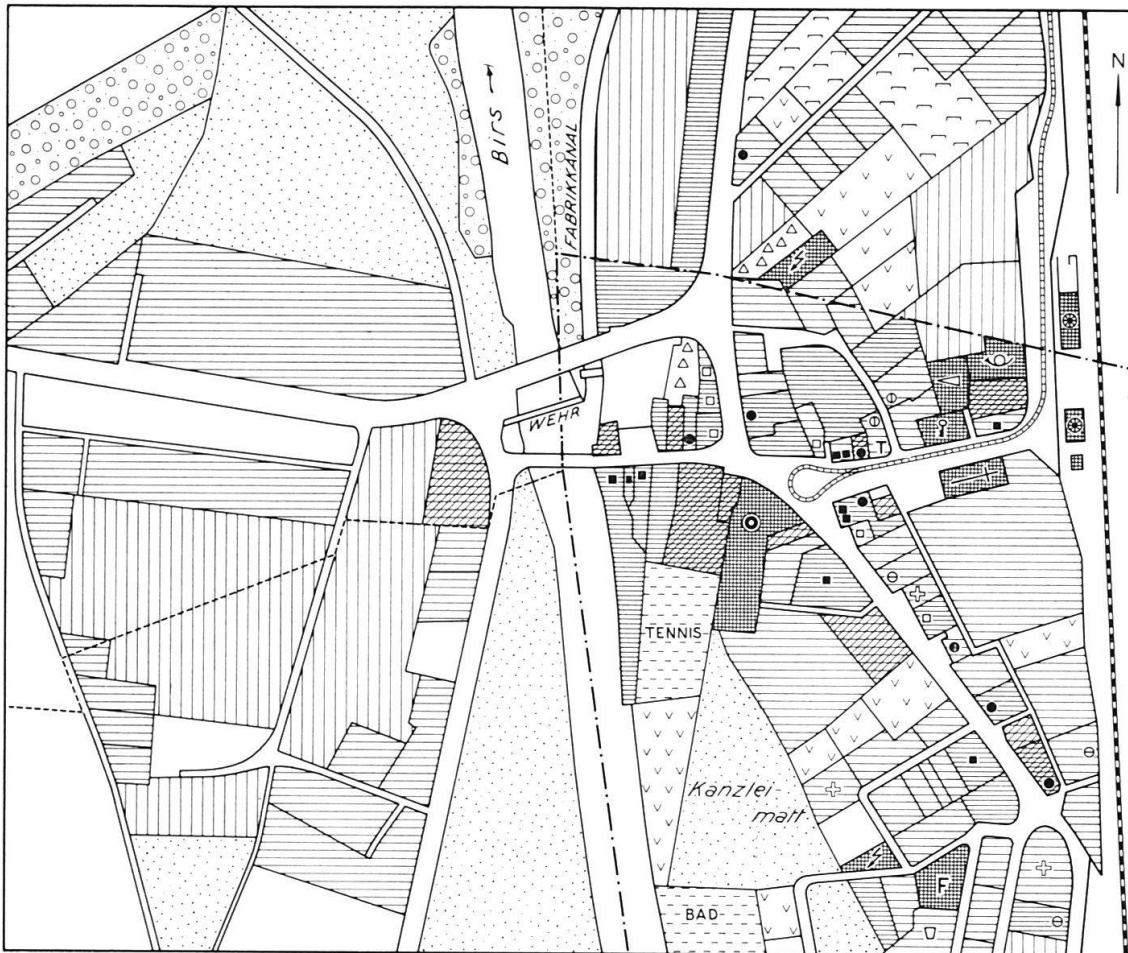 N
Birs
FABRIKKANAL
WEHR
T
TENNIS
Kanzlei-
matt
F
BAD